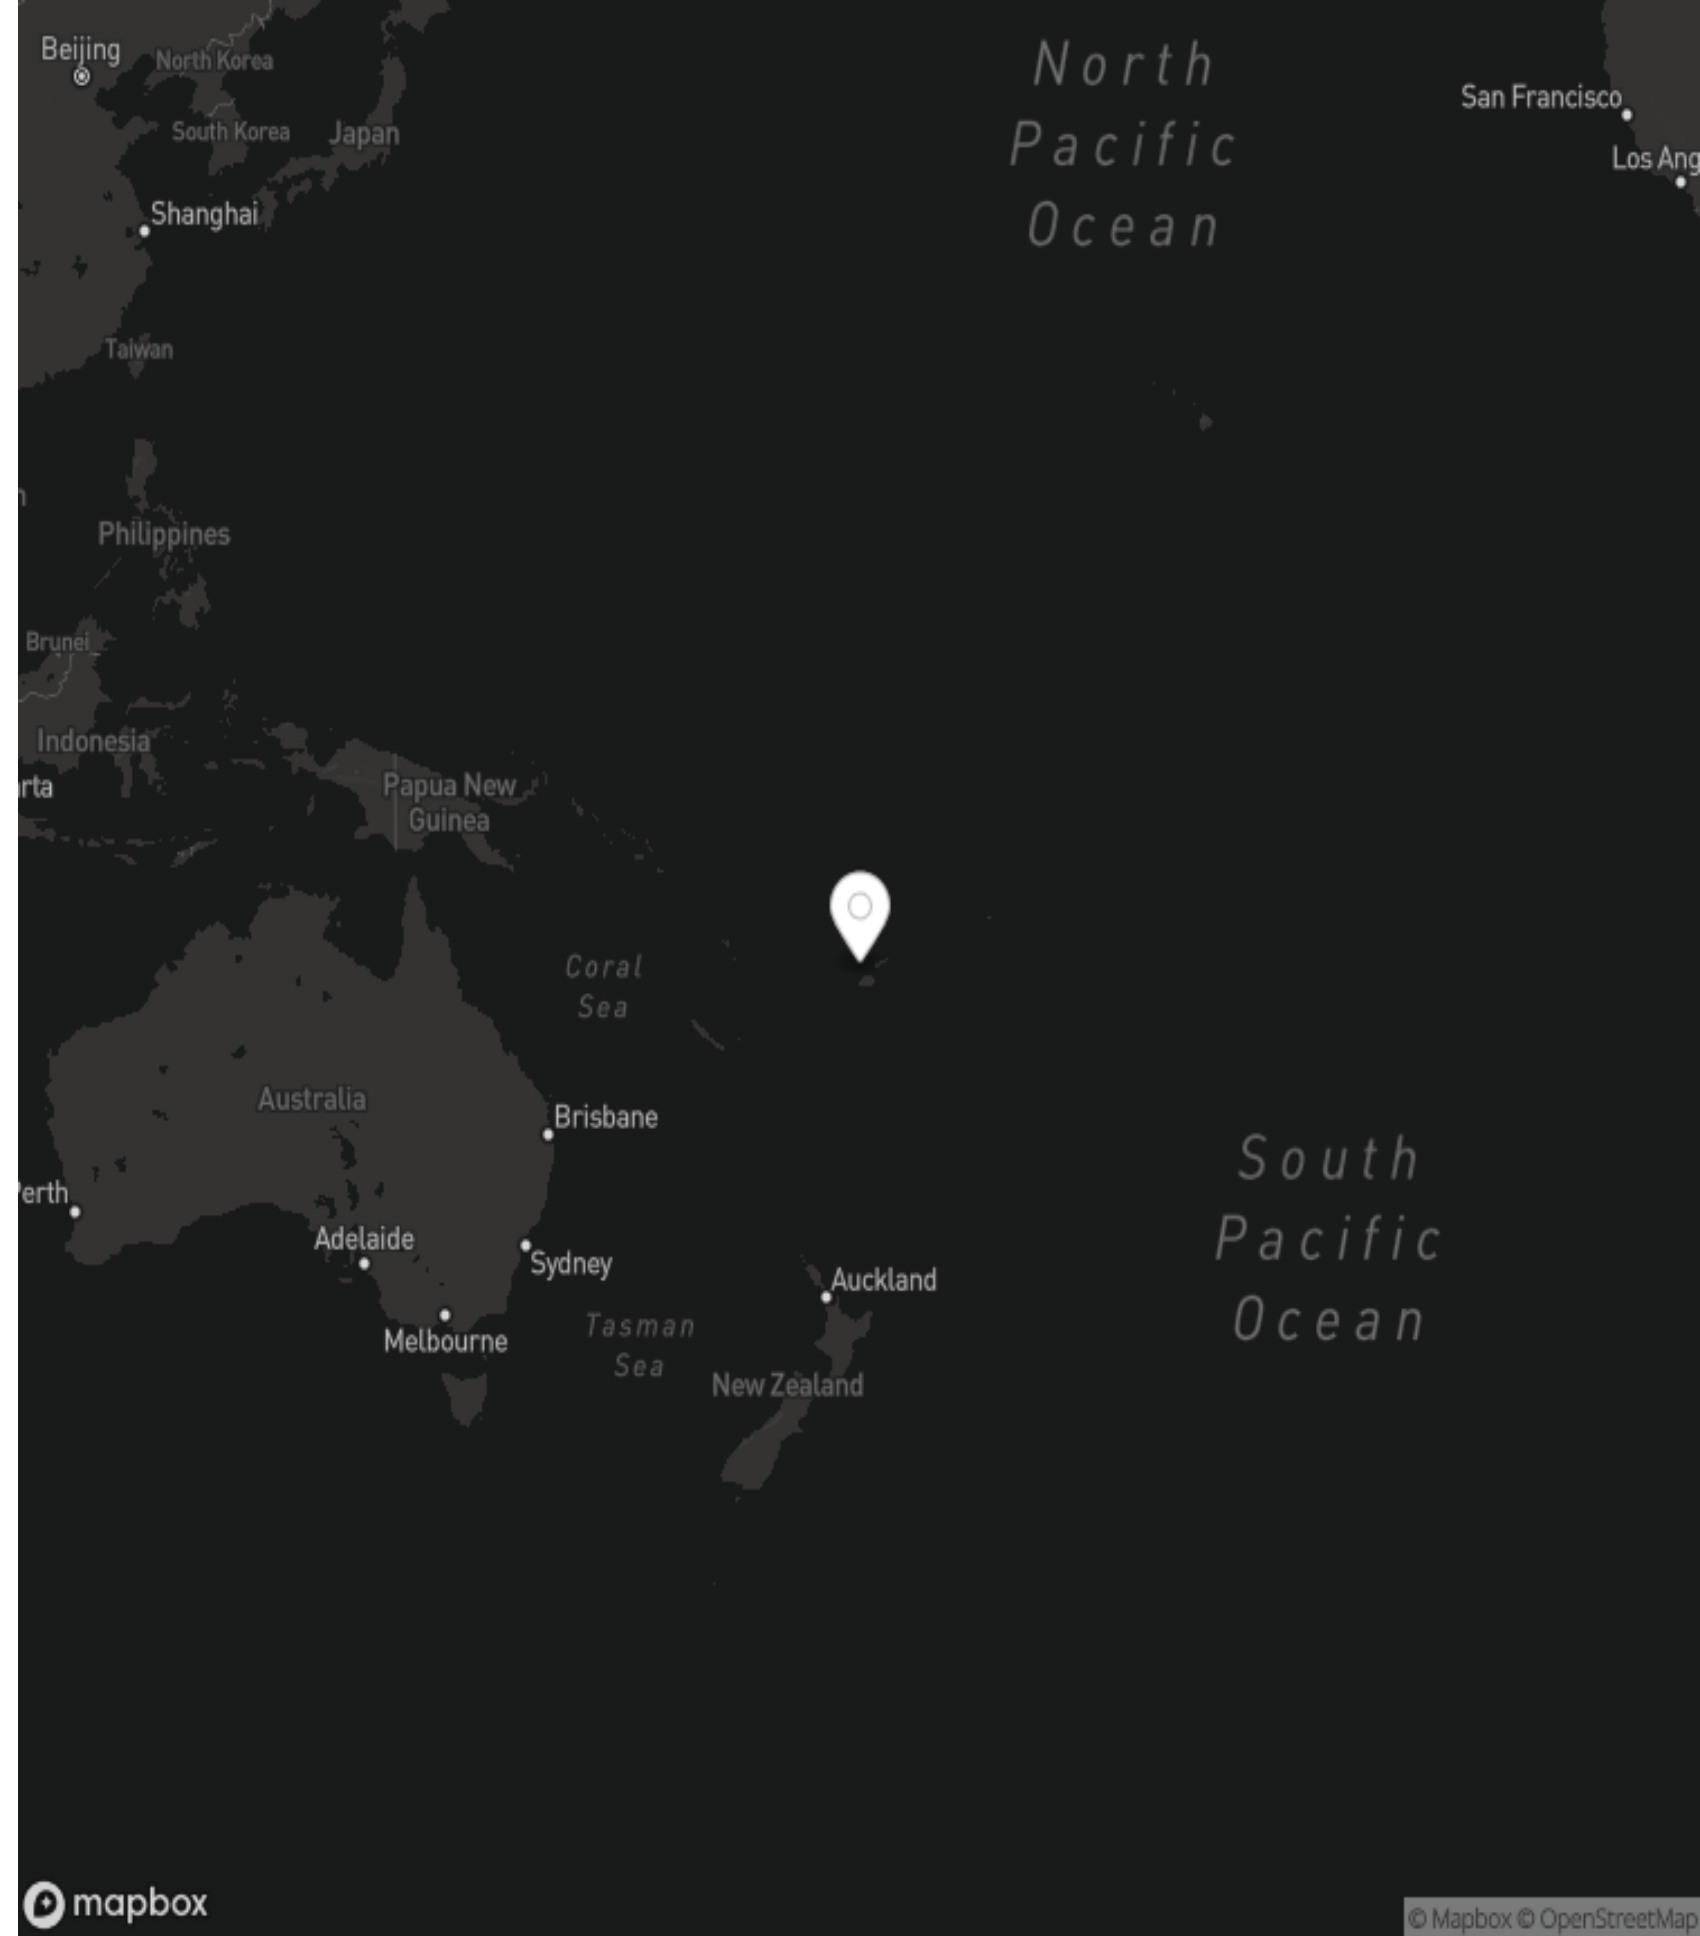 Beijing
North Korea
South Korea
Japan
Shanghai
Taiwan
Philippines
Brunei
Indonesia
rta
Papua New
Guinea
North
Pacific
Ocean
San Francisco
Los Ang
Coral
Sea
Australia
Brisbane
erth
Adelaide
Sydney
Melbourne
Tasman
Sea
Auckland
New Zealand
South
Pacific
Ocean
mapbox
© Mapbox © OpenStreetMap